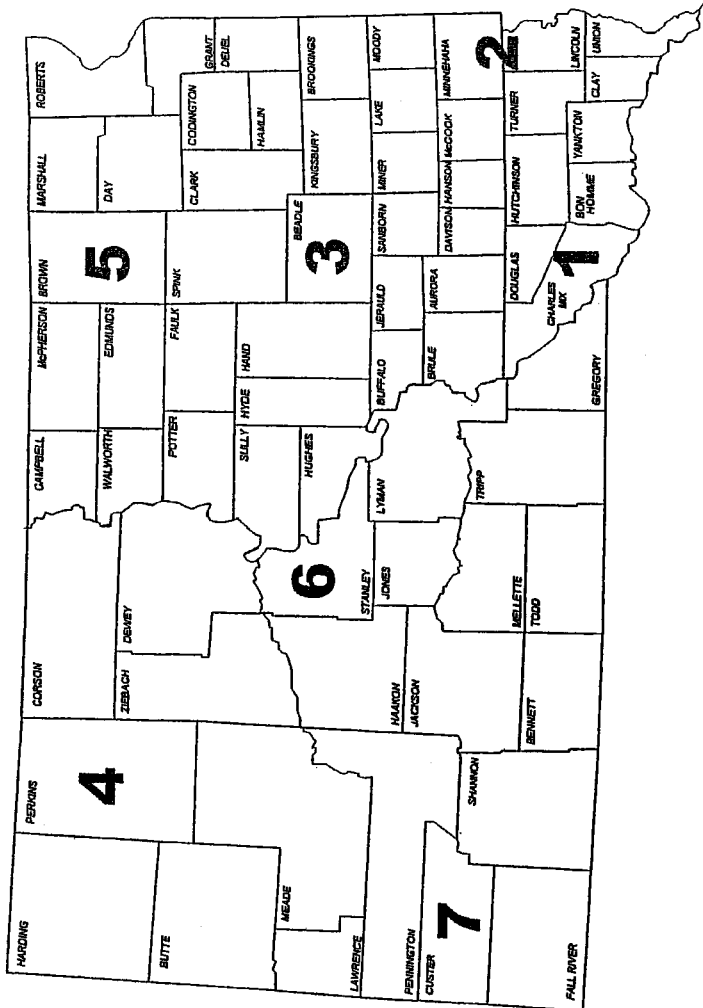 HARDING
PERKINS
4
CORSON
CAMPBELL
McPHERSON
BROWN
5
MARSHALL
ROBERTS
BUTTE
ZIEBACH
DEWEY
WALWORTH
EDMUNDS
DAY
GRANT
DEUEL
MEADE
POTTER
FAULK
SPINK
CLARK
CODINGTON
HAMLIN
LAWRENCE
SULLY
HYDE
HAND
BEADLE
3
KINGSBURY
BROOKINGS
HUGHES
6
STANLEY
HAAKON
PENNINGTON
CUSTER
7
JACKSON
JONES
LYMAN
BUFFALO
JERAULD
SANBORN
MINER
LAKE
MOODY
BRULE
AURORA
DAVISON
HANSON
McCOOK
MINNEHAHA
2
SHANNON
MELLETTE
TRIPP
DOUGLAS
HUTCHINSON
TURNER
LINCOLN
FALL RIVER
BENNETT
TODD
GREGORY
CHARLES
MIX
1
BON
HOMME
YANKTON
CLAY
UNION